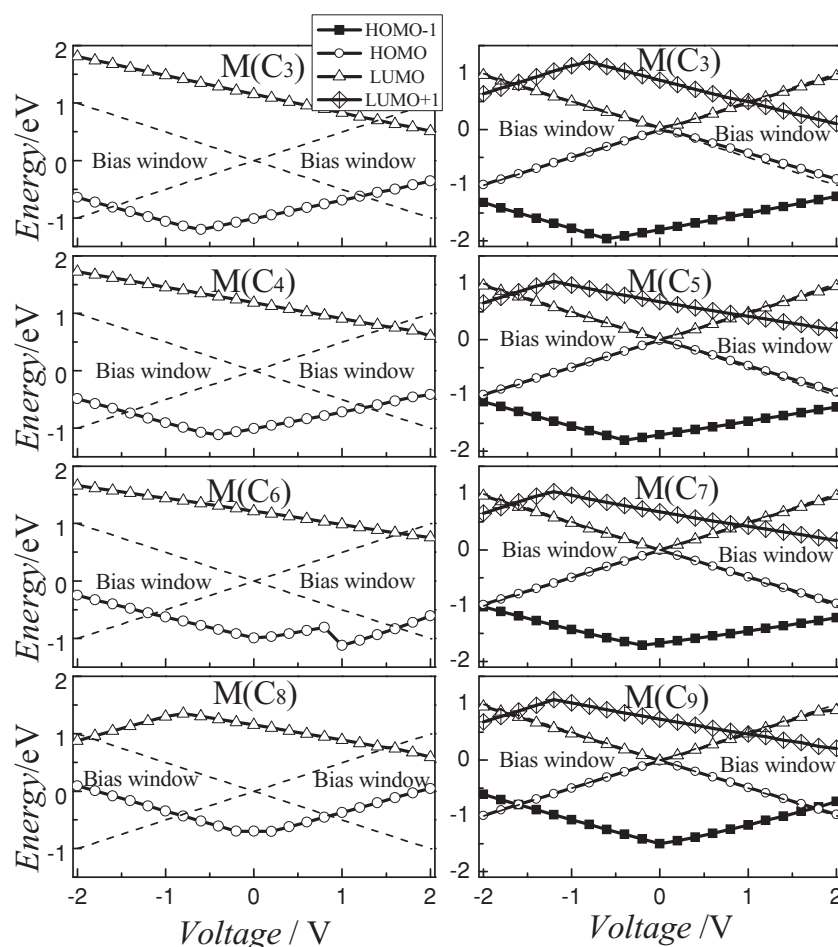 HOMO-1
HOMO
LUMO
LUMO+1
2
1
0
-1
Energy/eV
M(C3)
Bias window
Bias window
1
0
-1
-2
M(C3)
Bias window
Bias window
2
1
0
-1
Energy/eV
M(C4)
Bias window
Bias window
1
0
-1
-2
M(C5)
Bias window
Bias window
2
1
0
-1
Energy/eV
M(C6)
Bias window
Bias window
1
0
-1
-2
M(C7)
Bias window
Bias window
2
1
0
-1
Energy/eV
M(C8)
Bias window
Bias window
-2 -1 0 1 2
Voltage / V
1
0
-1
-2
M(C9)
Bias window
Bias window
-2 -1 0 1 2
Voltage /V